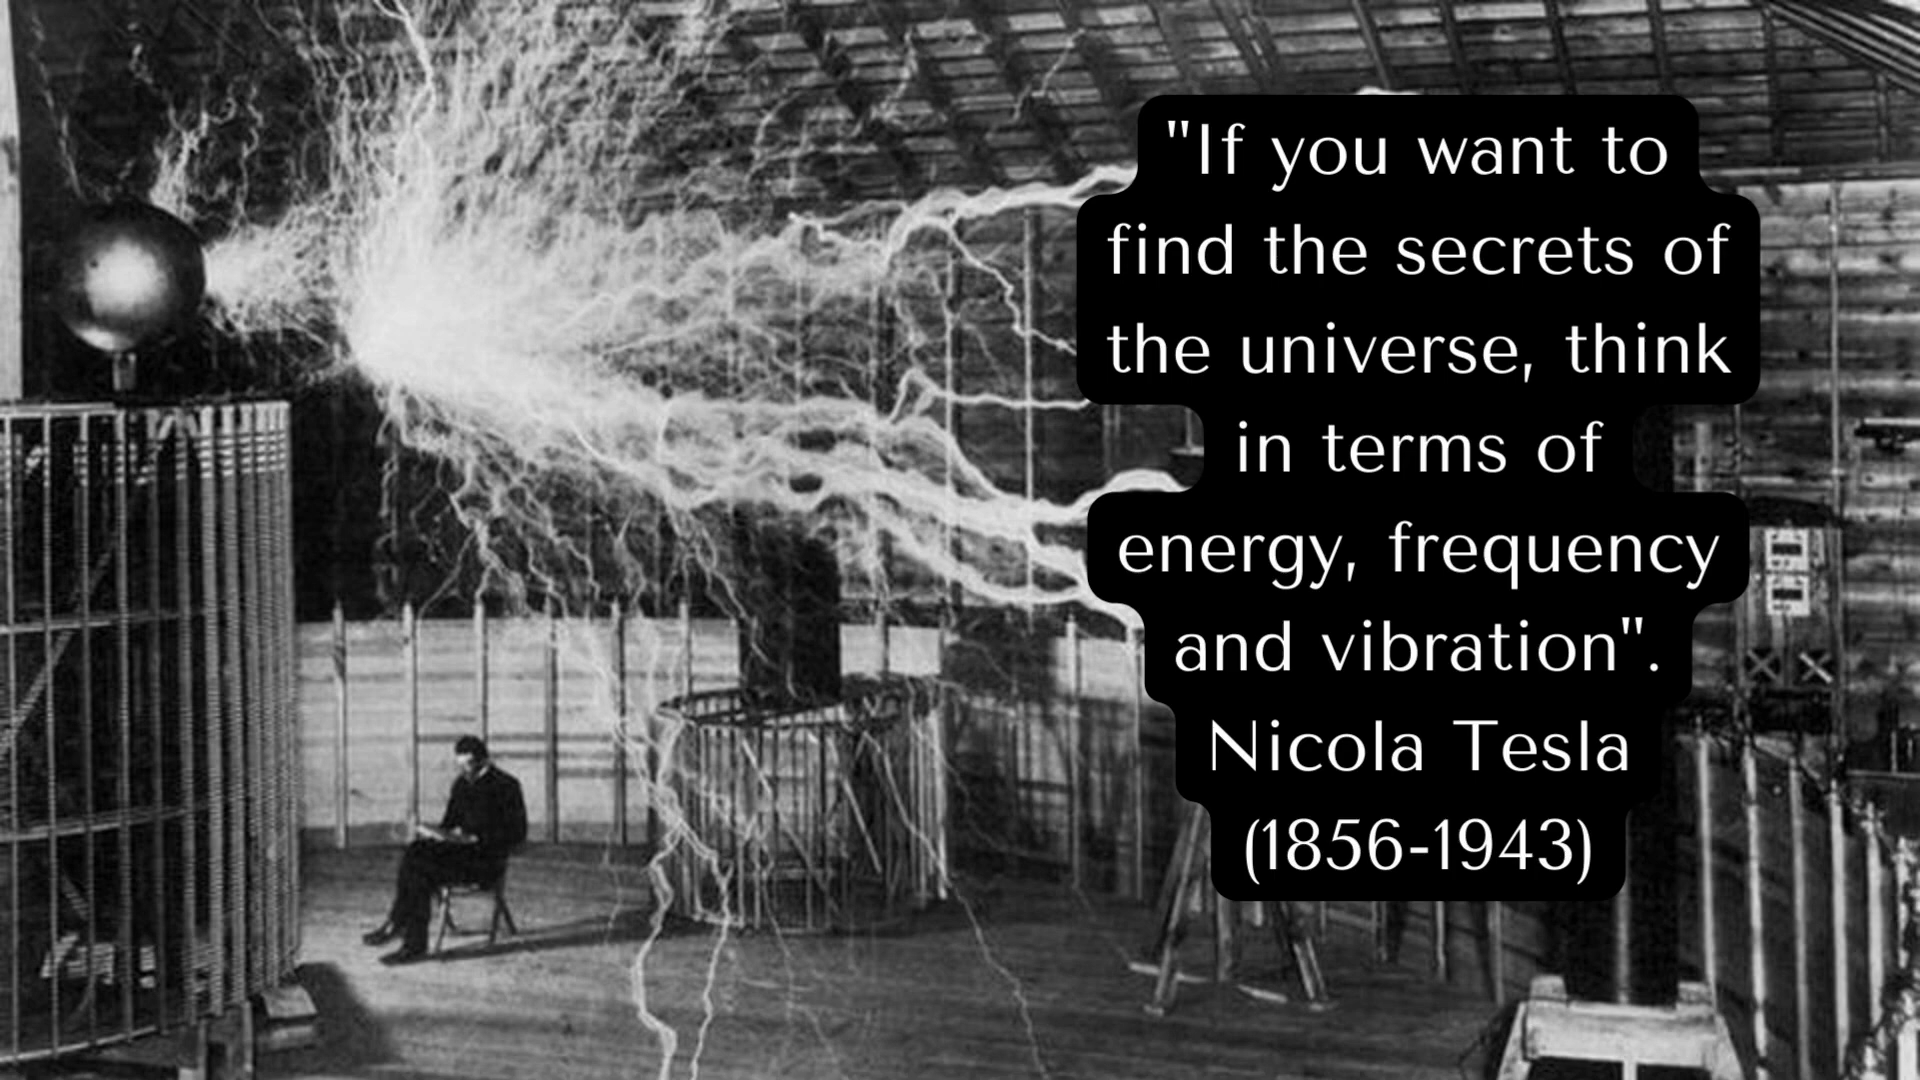 "If you want to
find the secrets of
the universe, think
in terms of
energy, frequency
and vibration".
Nicola Tesla
(1856-1943)